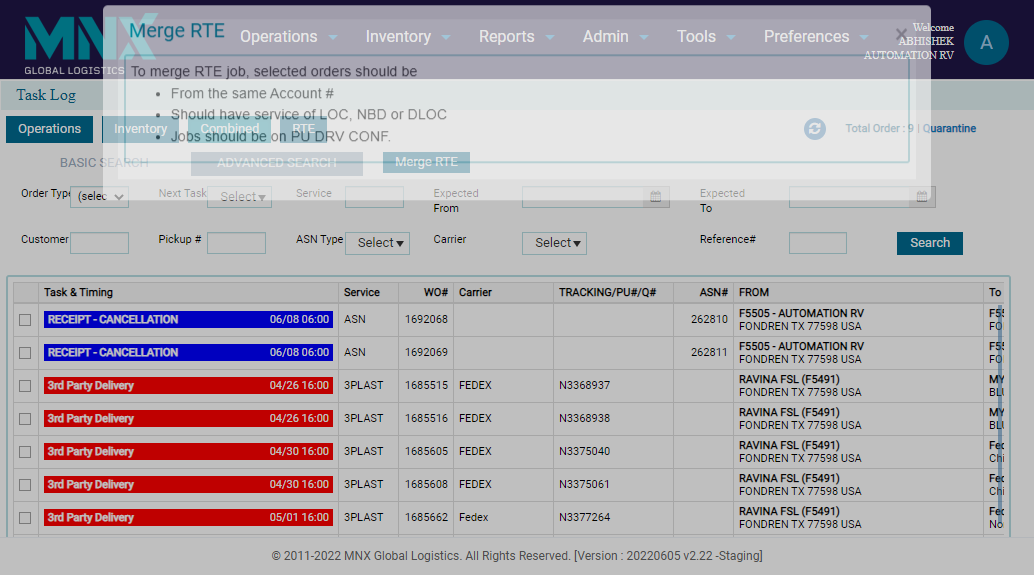 MNX
GLOBAL LOGISTICS
Merge RTE
Operations Inventory Reports Admin Tools Preferences
×
Welcome
ABHISHEK
AUTOMATION RV
A
To merge RTE job, selected orders should be
• From the same Account #
• Should have service of LOC, NBD or DLOC
• Jobs should be on PU DRV CONF.
Merge RTE
Task Log
Operations Inventory Combined RTE
Total Order : 9 | Quarantine
BASIC SEARCH ADVANCED SEARCH
Order Type (selec Next Task Select Service Expected From Expected To
Customer Pickup # ASN Type Select Carrier Select Reference# Search
Task & Timing Service WO# Carrier TRACKING/PU#/Q# ASN# FROM To
RECEIPT - CANCELLATION 06/08 06:00 ASN 1692068 262810 F5505 - AUTOMATION RV F55
FONDREN TX 77598 USA FO
RECEIPT - CANCELLATION 06/08 06:00 ASN 1692069 262811 F5505 - AUTOMATION RV F55
FONDREN TX 77598 USA FO
3rd Party Delivery 04/26 16:00 3PLAST 1685515 FEDEX N3368937 RAVINA FSL (F5491) MY
FONDREN TX 77598 USA BLU
3rd Party Delivery 04/26 16:00 3PLAST 1685516 FEDEX N3368938 RAVINA FSL (F5491) MY
FONDREN TX 77598 USA BLU
3rd Party Delivery 04/30 16:00 3PLAST 1685605 FEDEX N3375040 RAVINA FSL (F5491) Fed
FONDREN TX 77598 USA Chi
3rd Party Delivery 04/30 16:00 3PLAST 1685608 FEDEX N3375061 RAVINA FSL (F5491) Fed
FONDREN TX 77598 USA Chi
3rd Party Delivery 05/01 16:00 3PLAST 1685662 Fedex N3377264 RAVINA FSL (F5491) Fed
FONDREN TX 77598 USA No
© 2011-2022 MNX Global Logistics. All Rights Reserved. [Version : 20220605 v2.22 -Staging]